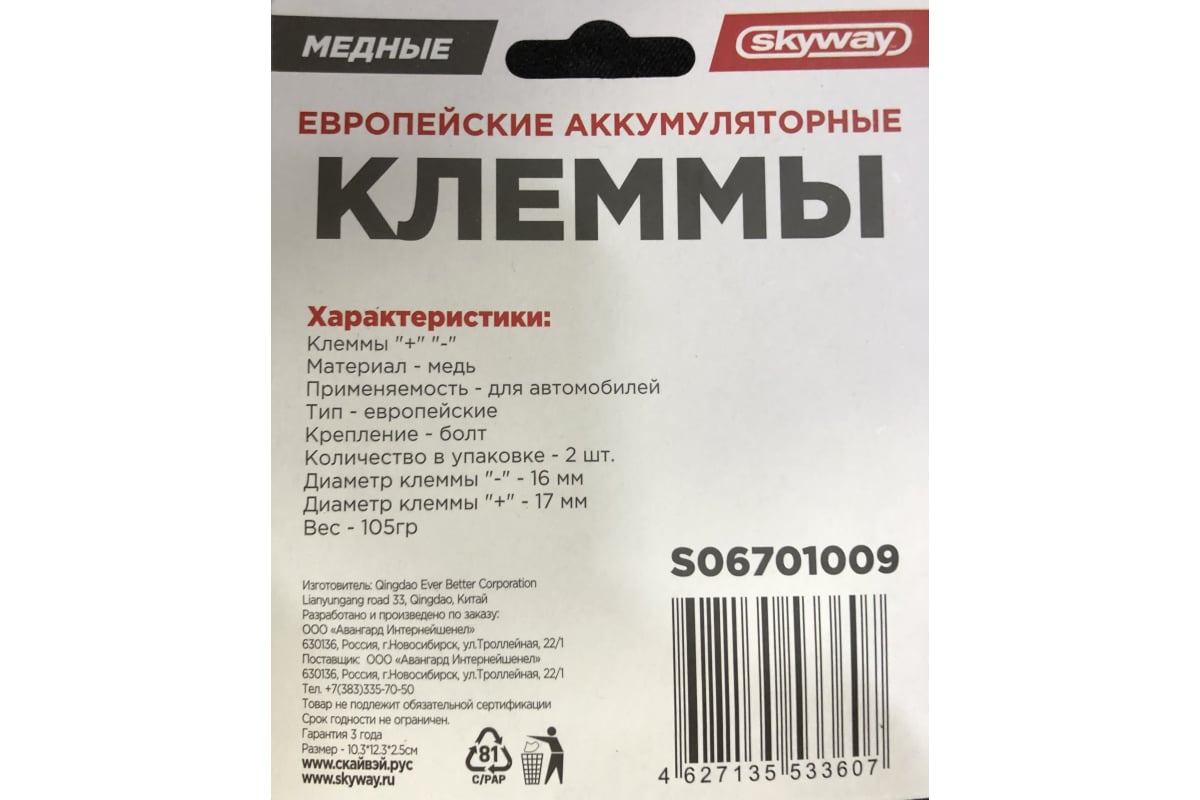 МЕДНЫЕ
skyway
ЕВРОПЕЙСКИЕ АККУМУЛЯТОРНЫЕ
КЛЕММЫ
Характеристики:
Клеммы "+" "-"
Материал - медь
Применяемость - для автомобилей
Тип - европейские
Крепление - болт
Количество в упаковке - 2 шт.
Диаметр клеммы "-" - 16 мм
Диаметр клеммы "+" - 17 мм
Вес - 105гр
S06701009
Изготовитель: Qingdao Ever Better Corporation
Lianyungang road 33, Qingdao, Китай
Разработано и произведено по заказу:
ООО «Авангард Интернейшенел»
630136, Россия, г.Новосибирск, ул.Троллейная, 22/1
Поставщик: ООО «Авангард Интернейшенел»
630136, Россия, г.Новосибирск, ул.Троллейная, 22/1
Тел. +7(383)335-70-50
Товар не подлежит обязательной сертификации
Срок годности не ограничен.
Гарантия 3 года
Размер - 10.3*12.3*2.5см
www.скайвэй.рус
www.skyway.ru
81
C/PAP
4 627135 533607